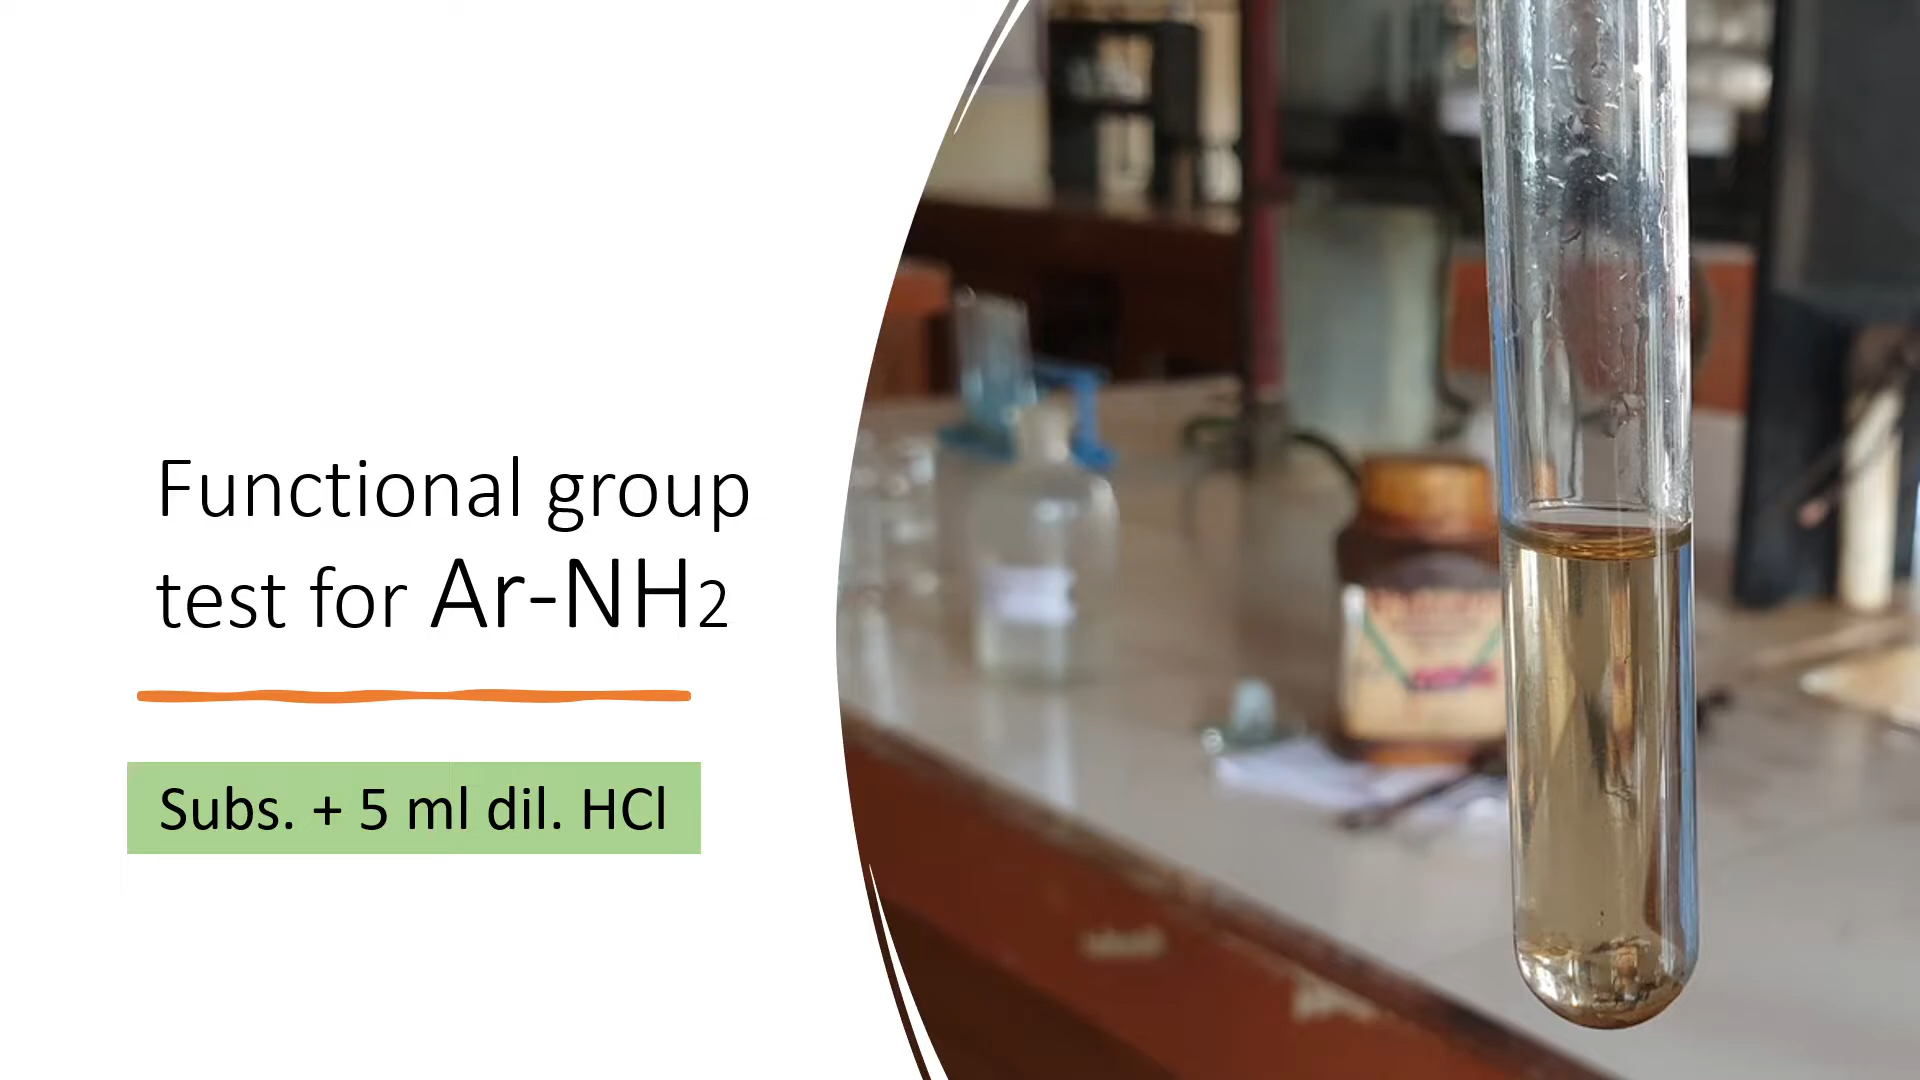 Functional group
test for Ar-NH2
Subs. + 5 ml dil. HCl